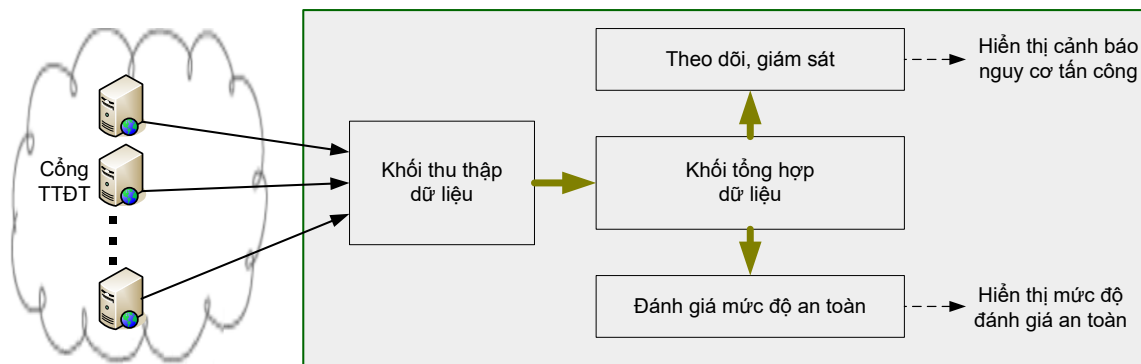 Cổng
TTĐT
Khối thu thập
dữ liệu
Theo dõi, giám sát
Khối tổng hợp
dữ liệu
Đánh giá mức độ an toàn
Hiển thị cảnh báo
nguy cơ tấn công
Hiển thị mức độ
đánh giá an toàn